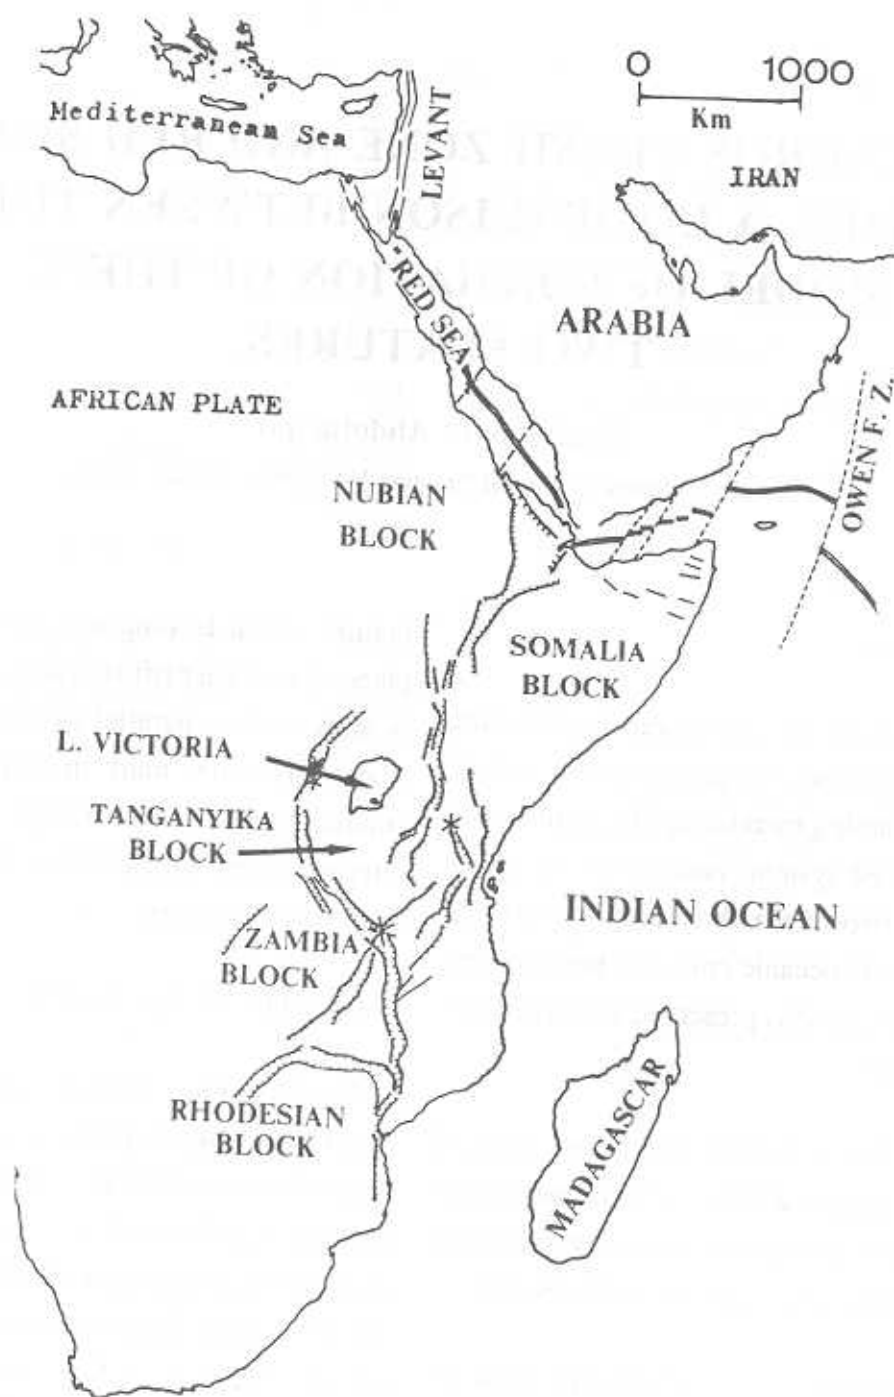 0 1000
Km
Mediterranean Sea
LEVANT
IRAN
RED SEA
ARABIA
AFRICAN PLATE
OWEN F. Z.
NUBIAN
BLOCK
SOMALIA
BLOCK
L. VICTORIA
TANGANYIKA
BLOCK
INDIAN OCEAN
ZAMBIA
BLOCK
RHODESIAN
BLOCK
MADAGASCAR